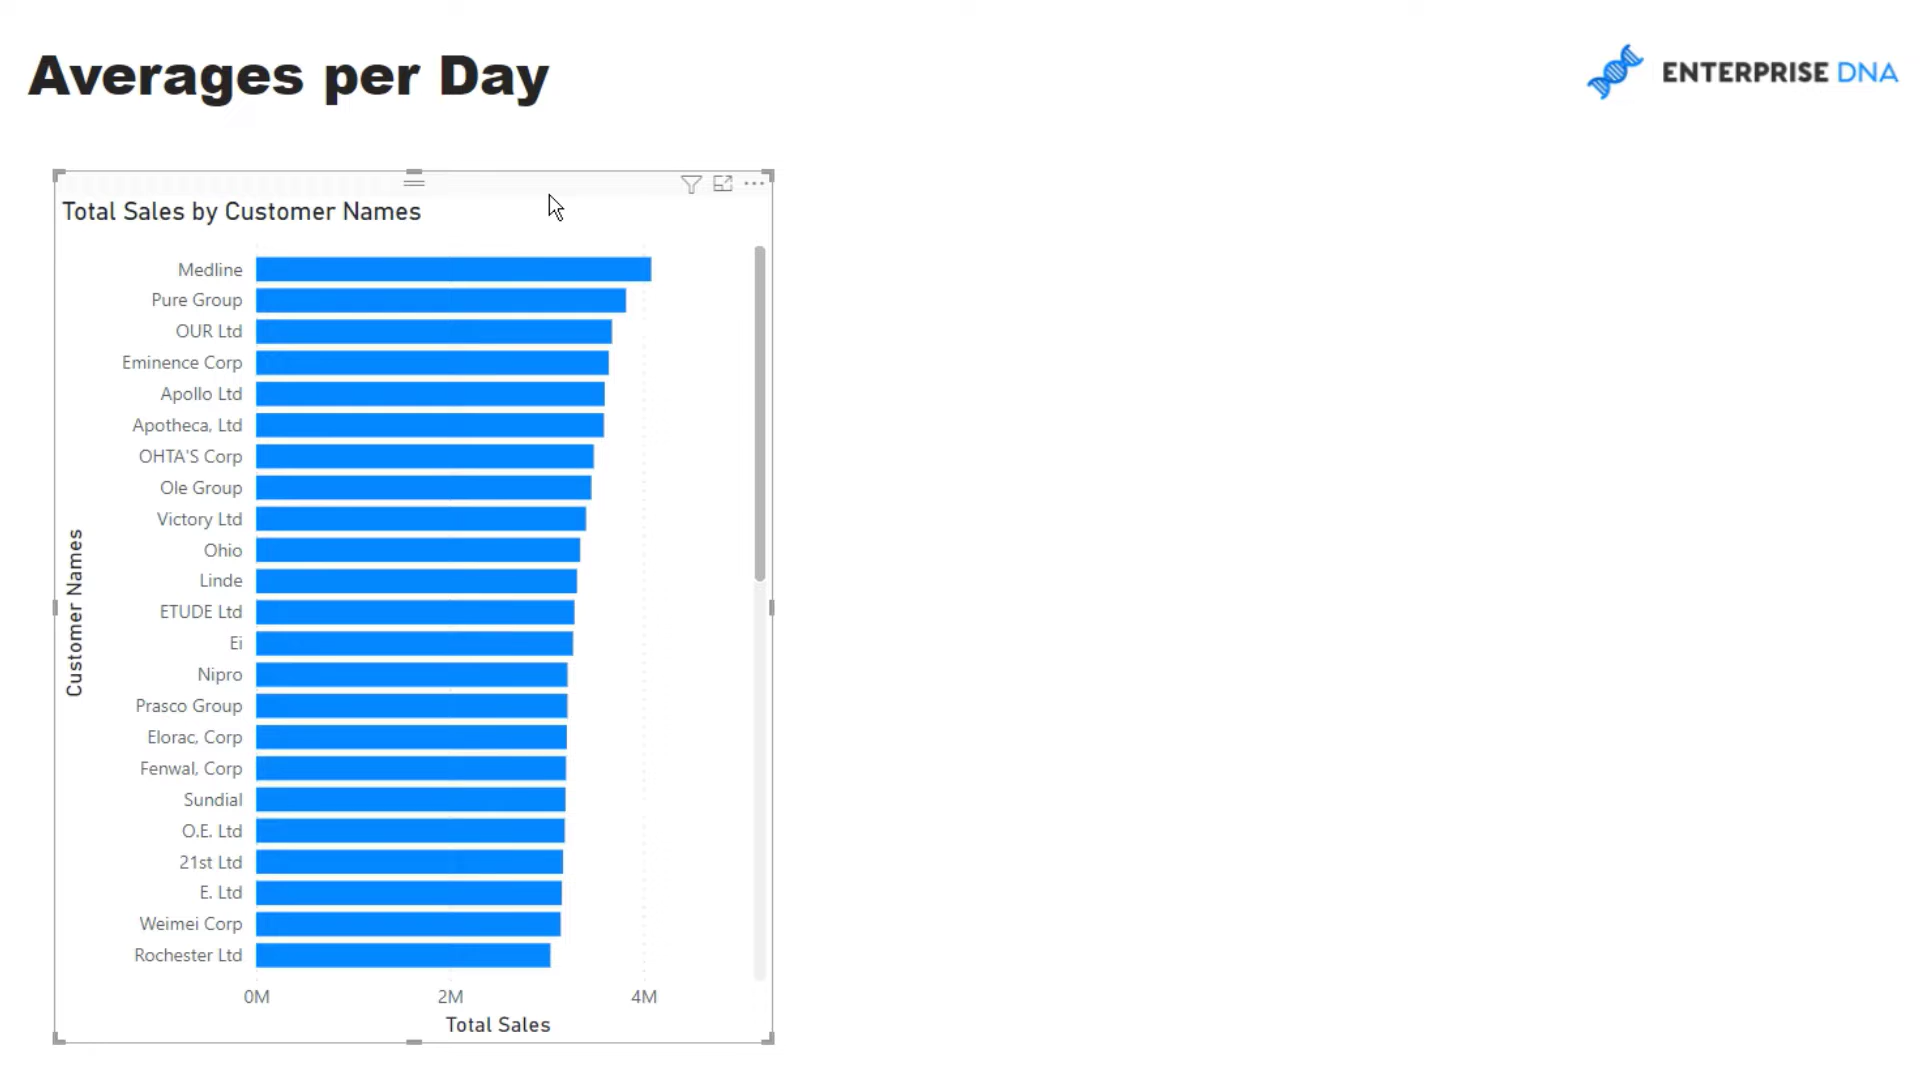 Averages per Day
ENTERPRISE DNA
Total Sales by Customer Names
Customer Names
Medline
Pure Group
OUR Ltd
Eminence Corp
Apollo Ltd
Apotheca, Ltd
OHTA'S Corp
Ole Group
Victory Ltd
Ohio
Linde
ETUDE Ltd
Ei
Nipro
Prasco Group
Elorac, Corp
Fenwal, Corp
Sundial
O.E. Ltd
21st Ltd
E. Ltd
Weimei Corp
Rochester Ltd
0M 2M 4M
Total Sales